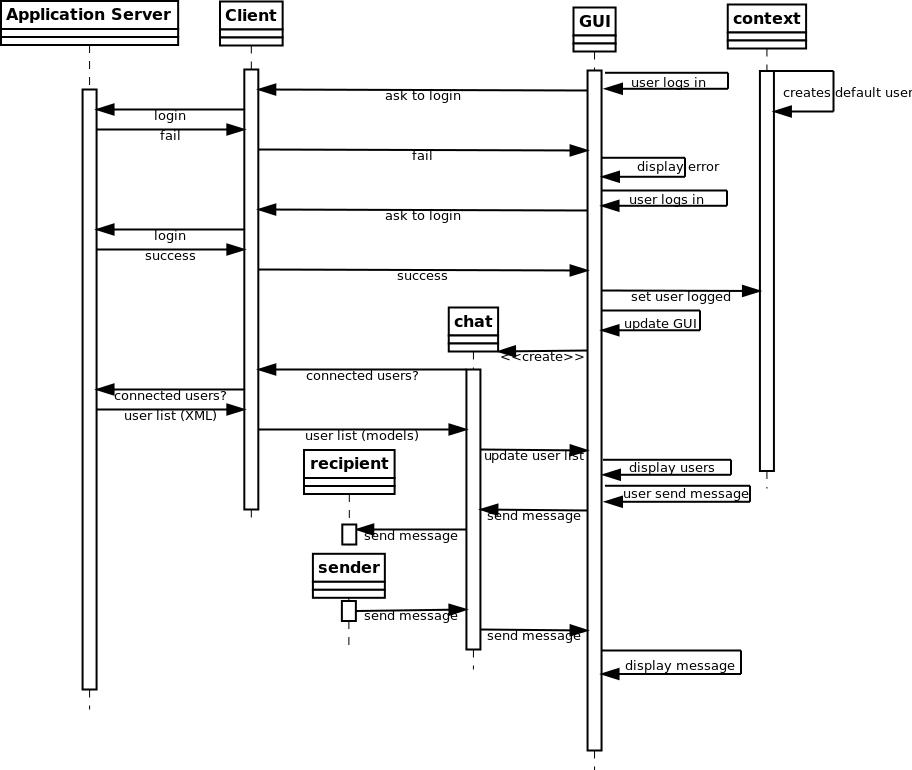 Application Server
Client
GUI
context
user logs in
creates default user
ask to login
login
fail
fail
display error
user logs in
ask to login
login
success
success
set user logged
chat
update GUI
<<create>>
connected users?
connected users?
user list (XML)
user list (models)
update user list
recipient
display users
user send message
send message
send message
sender
send message
send message
display message